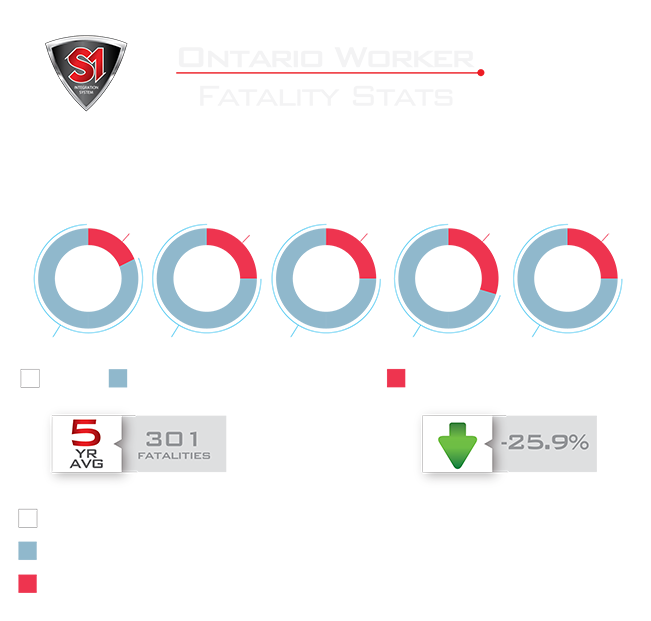 S1
INTEGRATION
SYSTEM
ONTARIO WORKER
FATALITY STATS
5
YR
AVG
301
FATALITIES
-25.9%